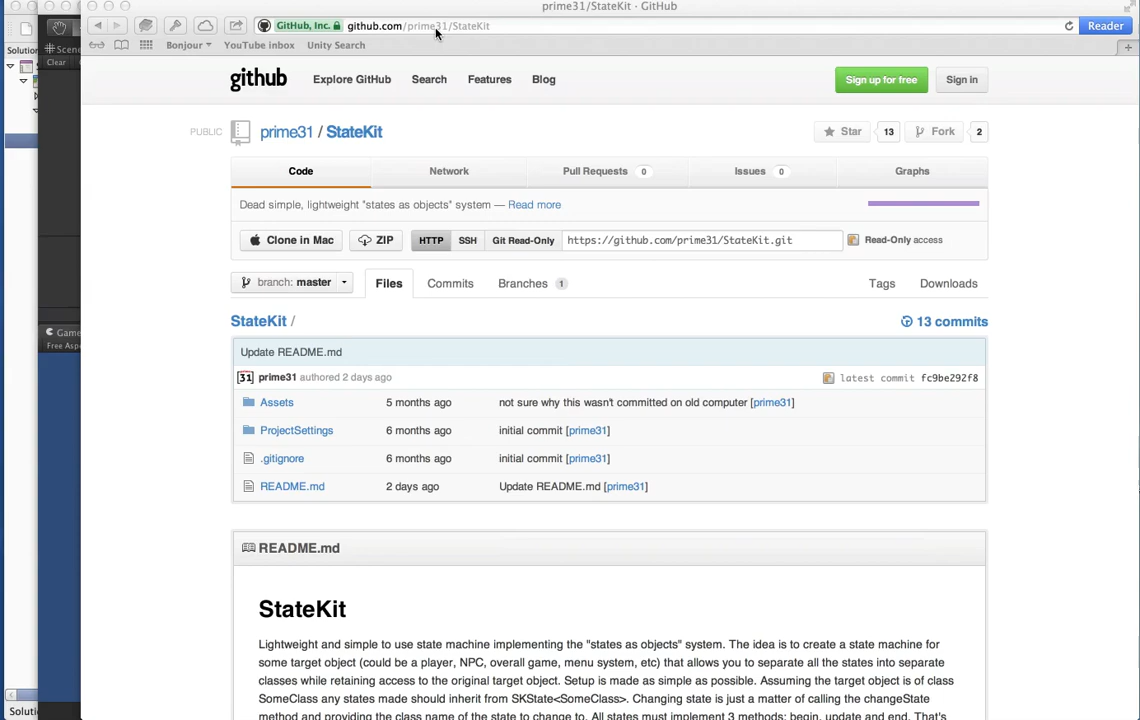 prime31/StateKit - GitHub
GitHub, Inc. github.com/prime31/StateKit Reader
Bonjour YouTube inbox Unity Search
Solution
Scene
Clear
Game
Free Aspe
Soluti
github Explore GitHub Search Features Blog Sign up for free Sign in
PUBLIC prime31 / StateKit Star 13 Fork 2
Code Network Pull Requests 0 Issues 0 Graphs
Dead simple, lightweight "states as objects" system — Read more
Clone in Mac ZIP HTTP SSH Git Read-Only https://github.com/prime31/StateKit.git Read-Only access
branch: master Files Commits Branches 1 Tags Downloads
StateKit / 13 commits
Update README.md
[31] prime31 authored 2 days ago latest commit fc9be292f8
Assets 5 months ago not sure why this wasn't committed on old computer [prime31]
ProjectSettings 6 months ago initial commit [prime31]
.gitignore 6 months ago initial commit [prime31]
README.md 2 days ago Update README.md [prime31]
README.md
StateKit
Lightweight and simple to use state machine implementing the "states as objects" system. The idea is to create a state machine for
some target object (could be a player, NPC, overall game, menu system, etc) that allows you to separate all the states into separate
classes while retaining access to the original target object. Setup is made as simple as possible. Assuming the target object is of class
SomeClass any states made should inherit from SKState<SomeClass>. Changing state is just a matter of calling the changeState
method and providing the class name of the state to change to. All states must implement 3 methods: begin, update and end. That's